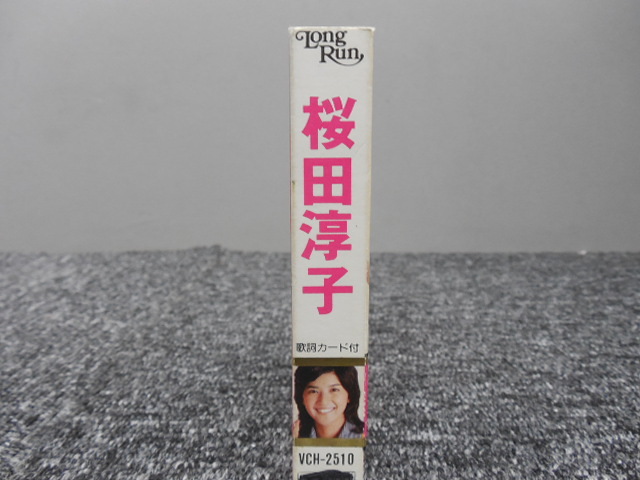 Long
Run
桜田淳子
歌詞カード付
VCH-2510